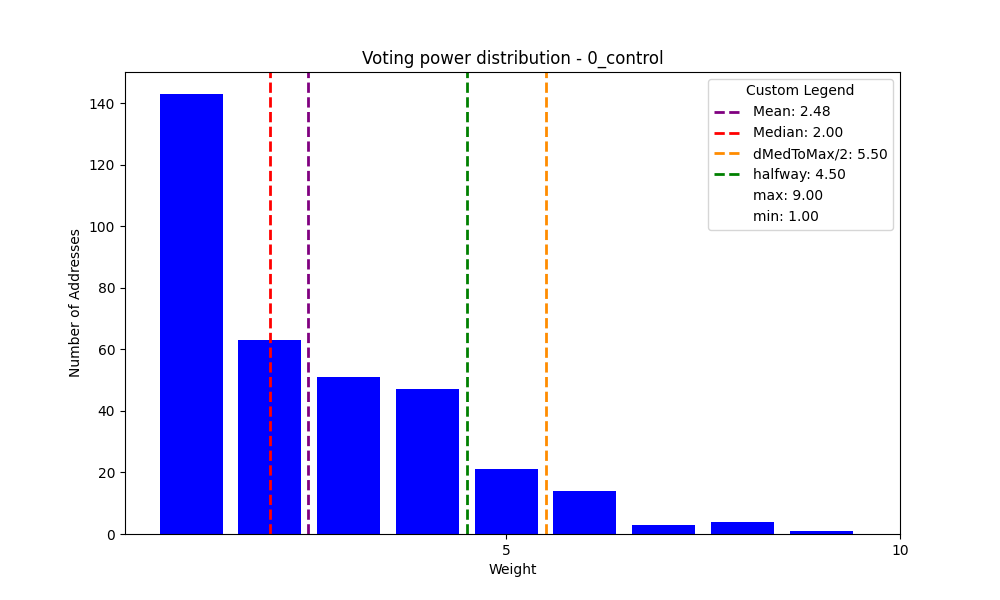 Voting power distribution - 0_control
Custom Legend
Mean: 2.48
Median: 2.00
dMedToMax/2: 5.50
halfway: 4.50
max: 9.00
min: 1.00
140
120
100
80
60
40
20
0
Number of Addresses
5
10
Weight